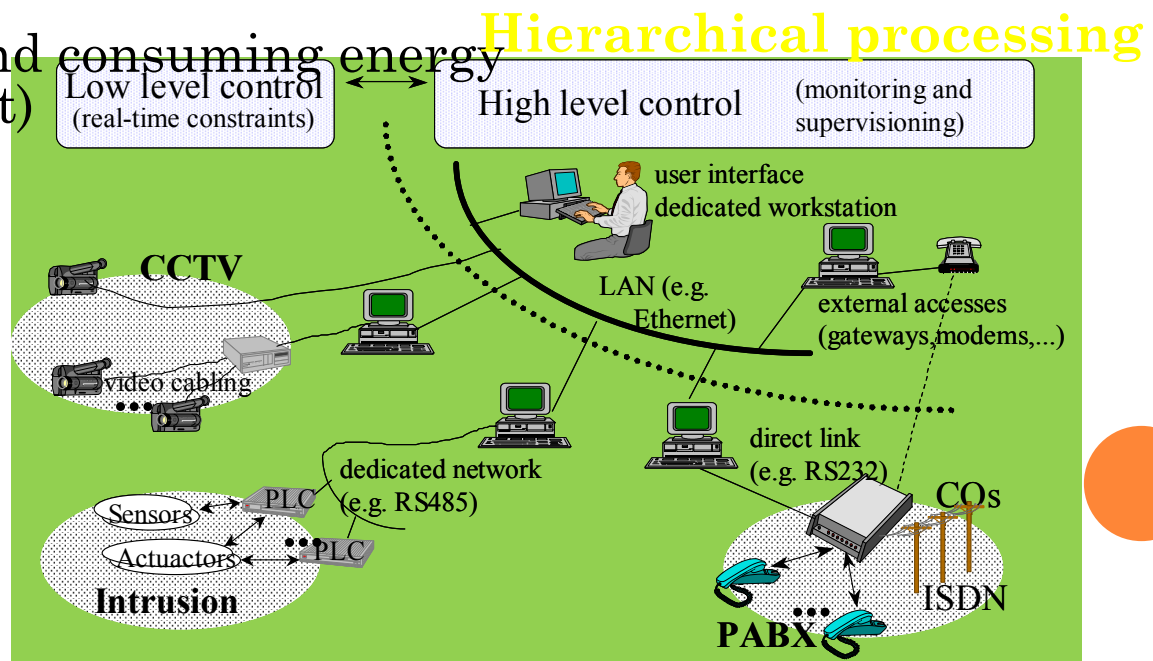 Hierarchical processing
nd consuming energy
t)
Low level control
(real-time constraints)
High level control
(monitoring and
supervisioning)
user interface
dedicated workstation
CCTV
LAN (e.g.
Ethernet)
external accesses
(gateways,modems,...)
video cabling
dedicated network
(e.g. RS485)
direct link
(e.g. RS232)
PLC
Sensors
COs
Actuactors
PLC
Intrusion
ISDN
PABX